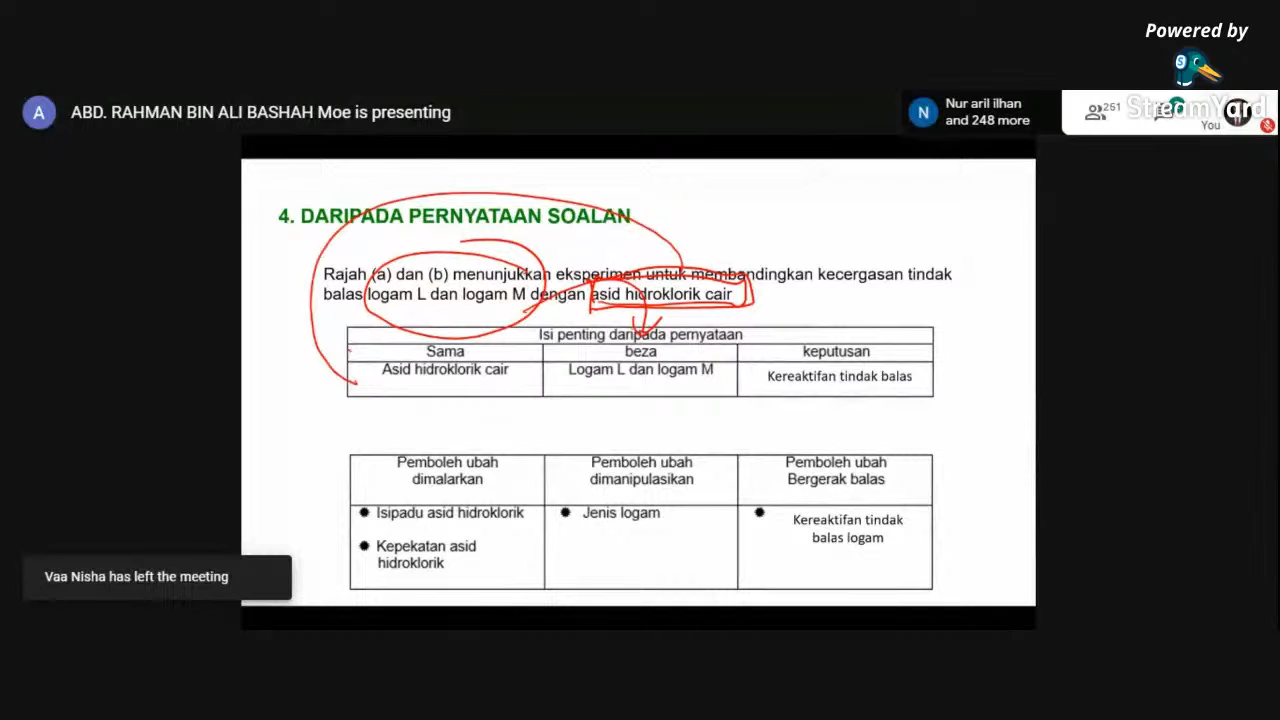 Powered by
StreamYard
A
ABD. RAHMAN BIN ALI BASHAH Moe is presenting
N
Nur aril ilhan
and 248 more
251
You
4. DARIPADA PERNYATAAN SOALAN
Rajah (a) dan (b) menunjukkan eksperimen untuk membandingkan kecergasan tindak
balas logam L dan logam M dengan asid hidroklorik cair
Isi penting daripada pernyataan
Sama beza keputusan
Asid hidroklorik cair Logam L dan logam M Kereaktifan tindak balas
Pemboleh ubah dimalarkan
Pemboleh ubah dimanipulasikan
Pemboleh ubah Bergerak balas
Isipadu asid hidroklorik
Kepekatan asid
hidroklorik
Jenis logam
Kereaktifan tindak
balas logam
Vaa Nisha has left the meeting